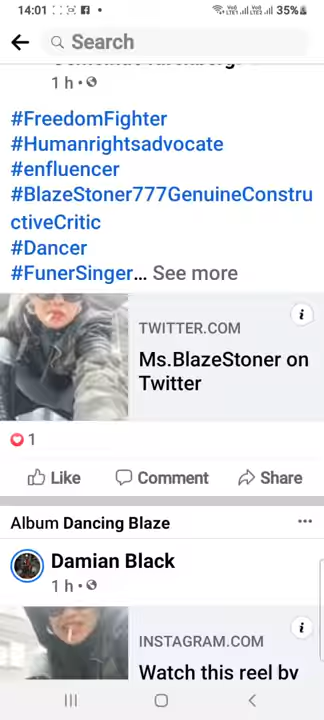 14:01
35%
Search
1 h
#FreedomFighter
#Humanrightsadvocate
#enfluencer
#BlazeStoner777GenuineConstru
ctiveCritic
#Dancer
#FunerSinger... See more
TWITTER.COM
Ms.BlazeStoner on
Twitter
1
Like
Comment
Share
Album Dancing Blaze
Damian Black
1 h
INSTAGRAM.COM
Watch this reel by